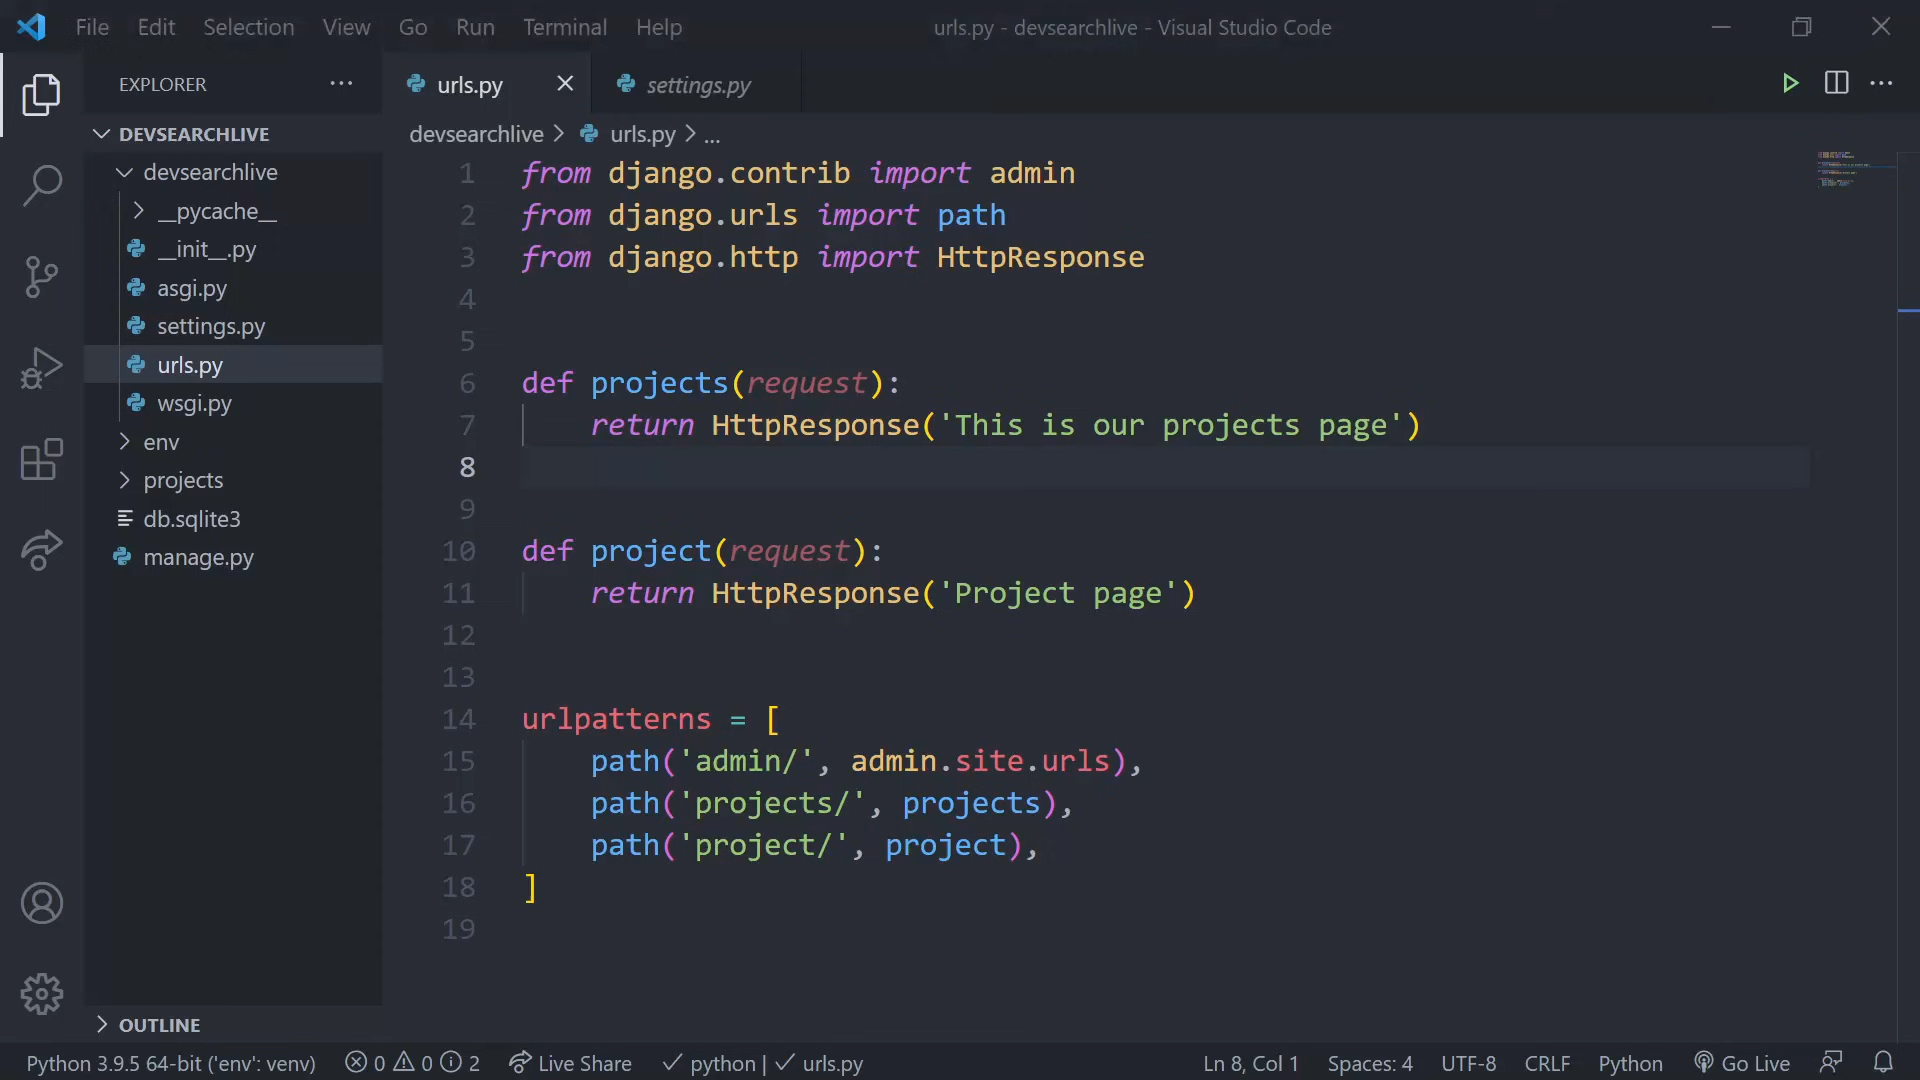 File Edit Selection View Go Run Terminal Help urls.py - devsearchlive - Visual Studio Code
EXPLORER ··· urls.py settings.py ···
DEVSEARCHLIVE devsearchlive > urls.py > ...
devsearchlive
__pycache__
__init__.py
asgi.py
settings.py
urls.py
wsgi.py
env
projects
db.sqlite3
manage.py
OUTLINE
1 from django.contrib import admin
2 from django.urls import path
3 from django.http import HttpResponse
4
5
6 def projects(request):
7     return HttpResponse('This is our projects page')
8
9
10 def project(request):
11     return HttpResponse('Project page')
12
13
14 urlpatterns = [
15     path('admin/', admin.site.urls),
16     path('projects/', projects),
17     path('project/', project),
18 ]
19
Python 3.9.5 64-bit ('env': venv) 0 0 2 Live Share python | urls.py Ln 8, Col 1 Spaces: 4 UTF-8 CRLF Python Go Live